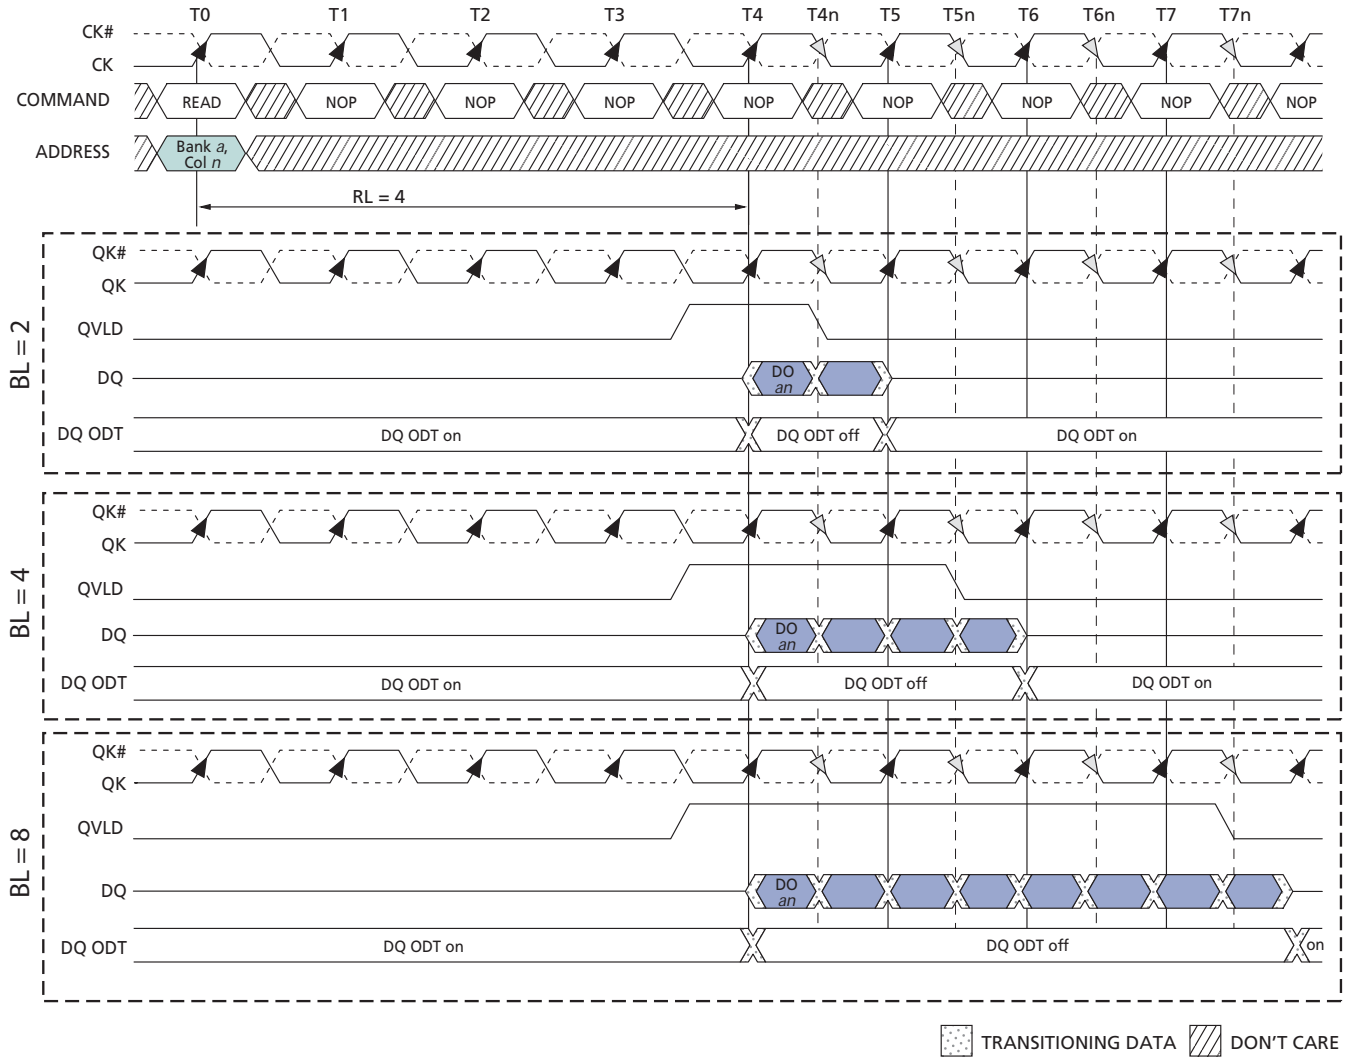 T0 T1 T2 T3 T4 T4n T5 T5n T6 T6n T7 T7n
CK#
CK
COMMAND READ NOP NOP NOP NOP NOP NOP NOP NOP
ADDRESS Bank a,
Col n
RL = 4
BL = 2
QK#
QK
QVLD
DQ DO
an
DQ ODT DQ ODT on DQ ODT off DQ ODT on
BL = 4
QK#
QK
QVLD
DQ DO
an
DQ ODT DQ ODT on DQ ODT off DQ ODT on
BL = 8
QK#
QK
QVLD
DQ DO
an
DQ ODT DQ ODT on DQ ODT off on
TRANSITIONING DATA DON'T CARE